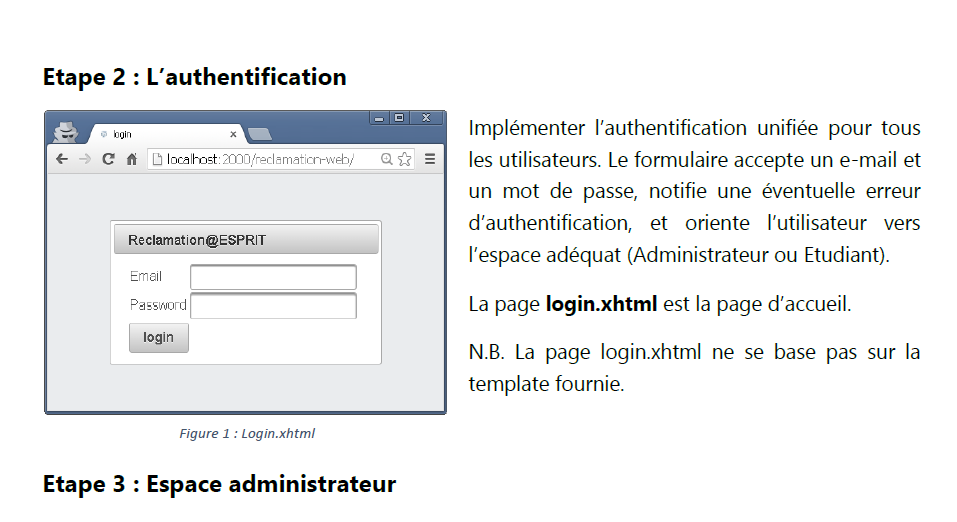 Etape 2 : L’authentification
login
localhost:2000/reclamation-web/
Reclamation@ESPRIT
Email
Password
login
Figure 1 : Login.xhtml
Implémenter l’authentification unifiée pour tous
les utilisateurs. Le formulaire accepte un e-mail et
un mot de passe, notifie une éventuelle erreur
d’authentification, et oriente l’utilisateur vers
l’espace adéquat (Administrateur ou Etudiant).
La page login.xhtml est la page d’accueil.
N.B. La page login.xhtml ne se base pas sur la
template fournie.
Etape 3 : Espace administrateur